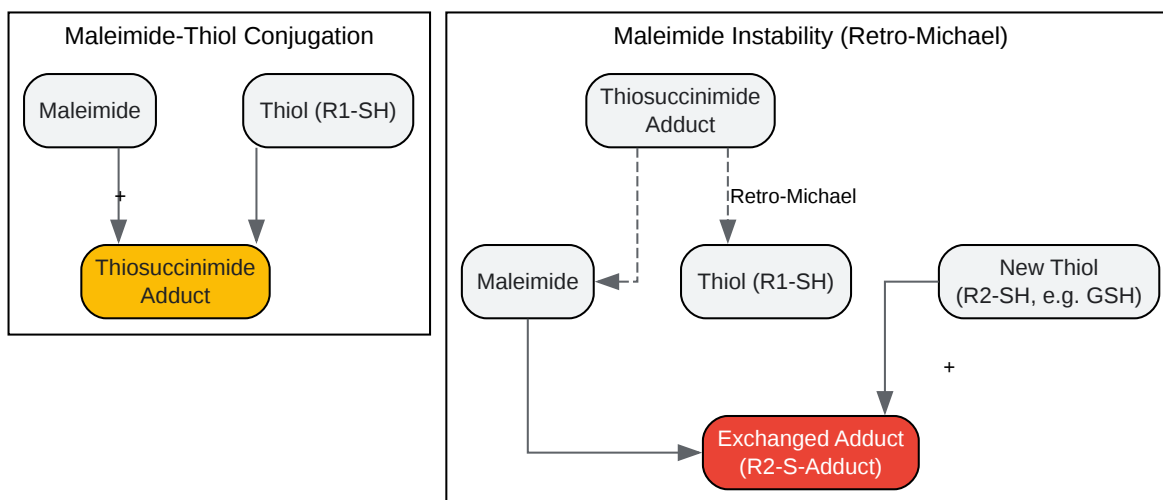 Maleimide-Thiol Conjugation
Maleimide
Thiol (R1-SH)
+
Thiosuccinimide
Adduct
Maleimide Instability (Retro-Michael)
Thiosuccinimide
Adduct
Retro-Michael
Maleimide
Thiol (R1-SH)
New Thiol
(R2-SH, e.g. GSH)
+
Exchanged Adduct
(R2-S-Adduct)